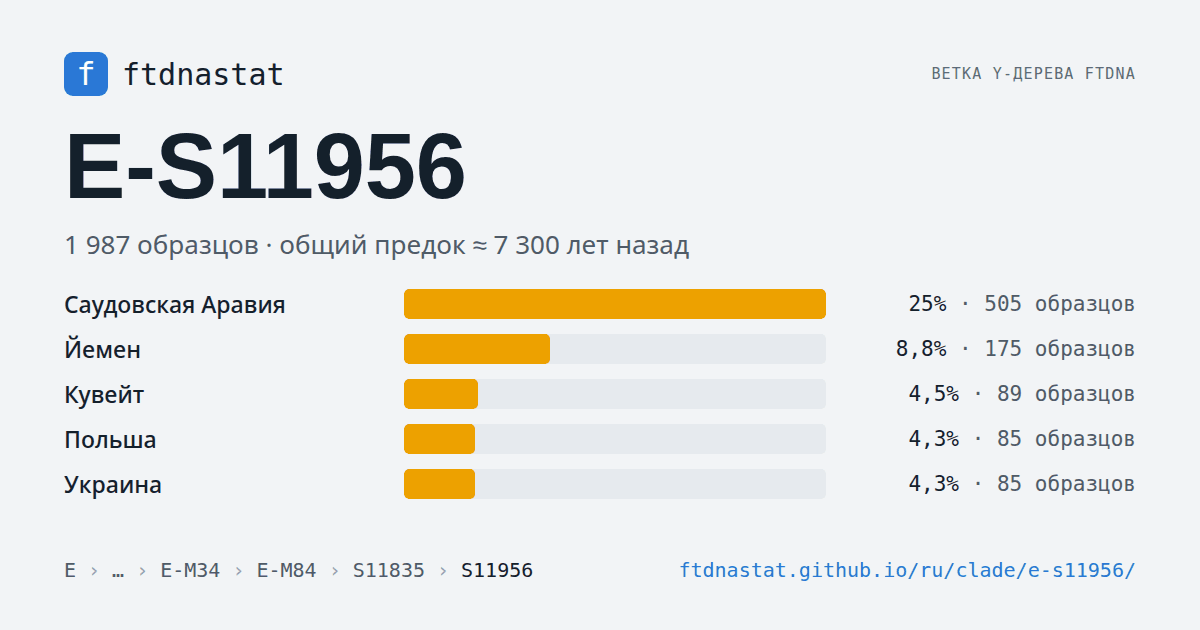 f ftdnastat
ВЕТКА Y-ДЕРЕВА FTDNA
E-S11956
1 987 образцов · общий предок ≈ 7 300 лет назад
Саудовская Аравия 25% · 505 образцов
Йемен 8,8% · 175 образцов
Кувейт 4,5% · 89 образцов
Польша 4,3% · 85 образцов
Украина 4,3% · 85 образцов
E › … › E-M34 › E-M84 › S11835 › S11956
ftdnastat.github.io/ru/clade/e-s11956/